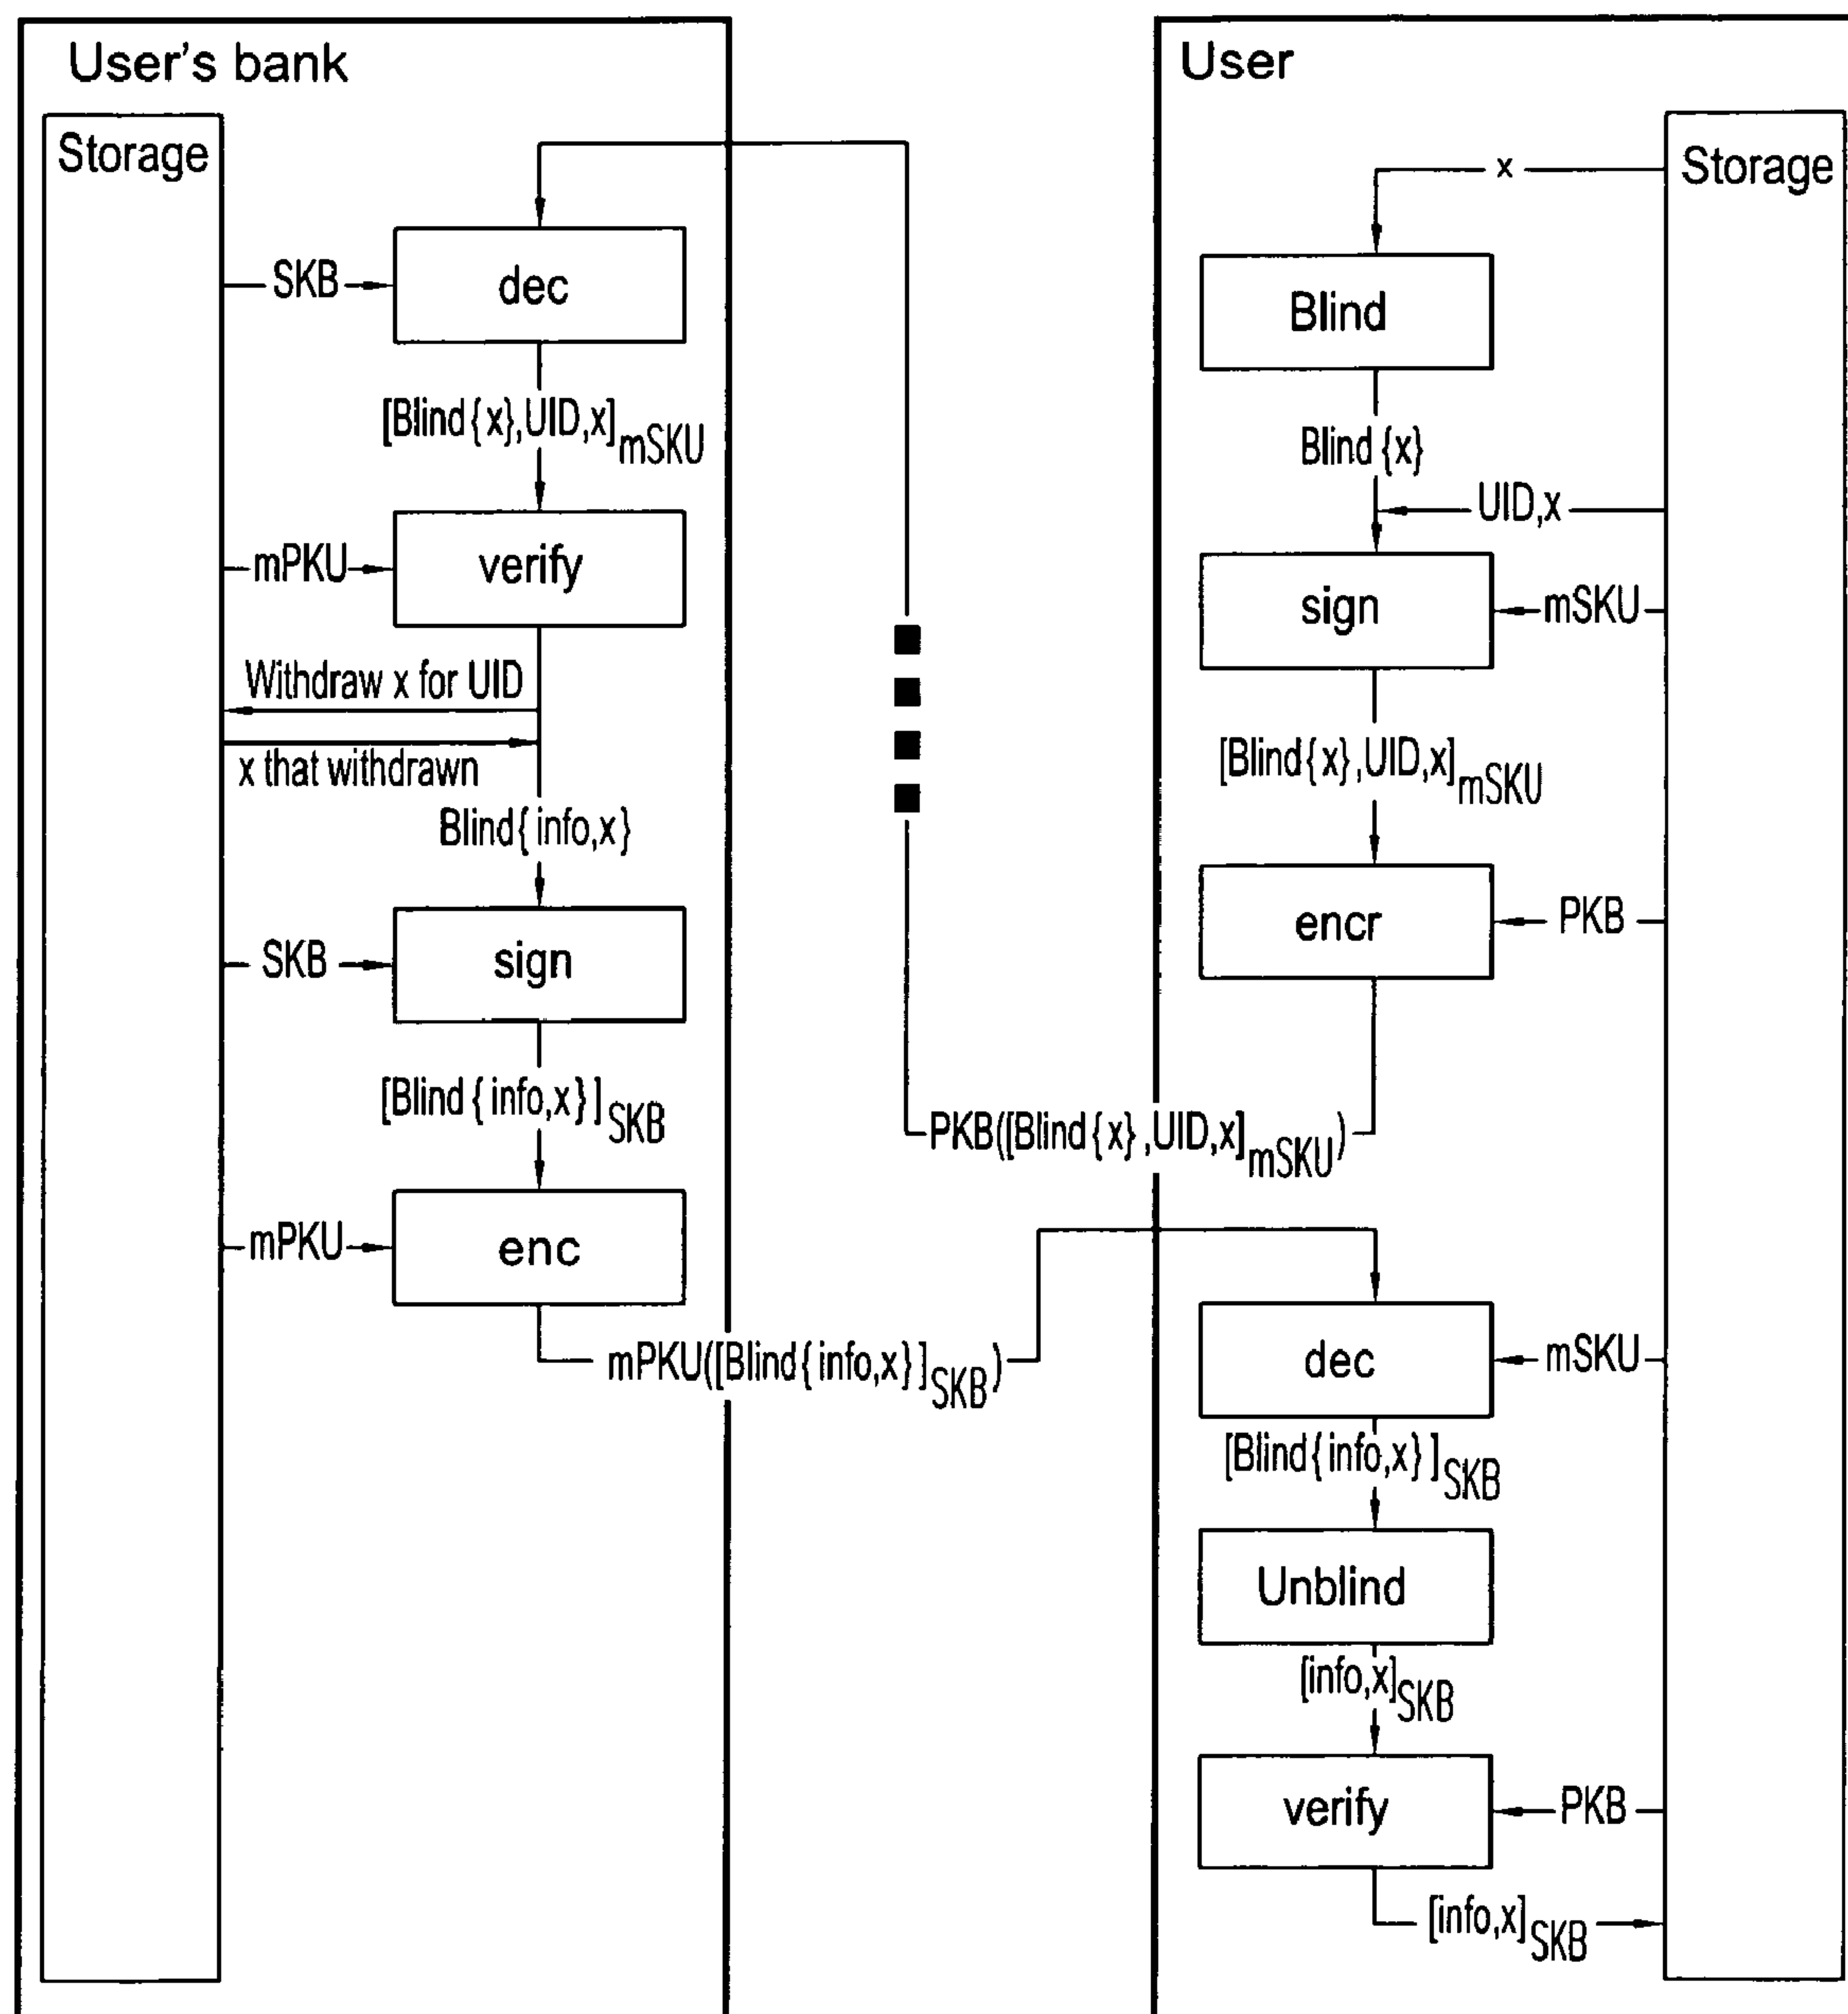 User's bank
Storage
SKB
dec
[Blind{x},UID,x]mSKU
mPKU
verify
Withdraw x for UID
x that withdrawn
Blind{info,x}
SKB
sign
[Blind{info,x}]SKB
mPKU
enc
mPKU([Blind{info,x}]SKB)
PKB([Blind{x},UID,x]mSKU)
User
Storage
x
Blind
Blind{x}
UID,x
sign
mSKU
[Blind{x},UID,x]mSKU
encr
PKB
dec
mSKU
[Blind{info,x}]SKB
Unblind
[info,x]SKB
verify
PKB
[info,x]SKB